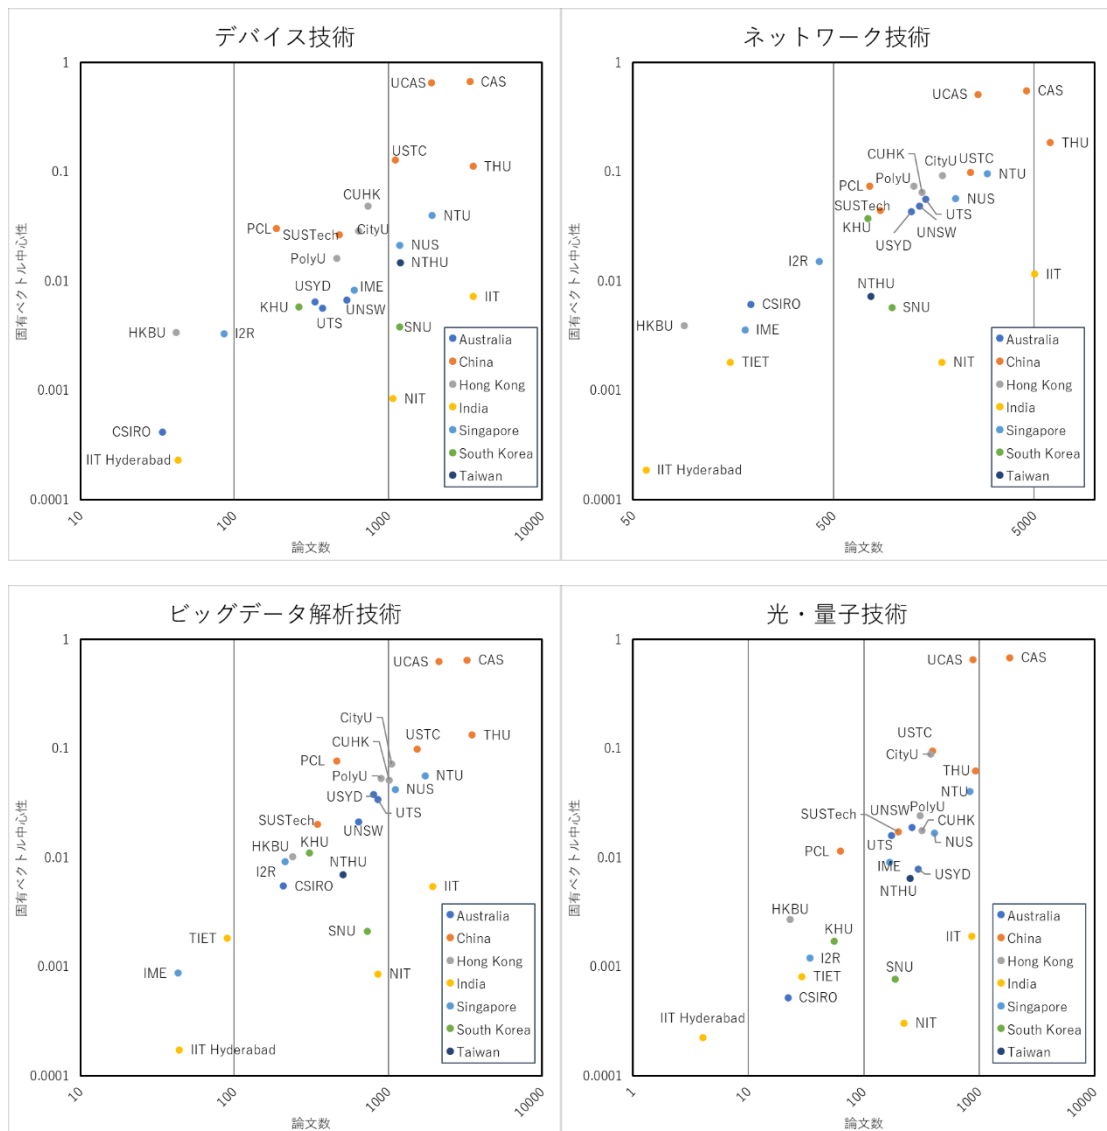 デバイス技術
1
0.1
0.01
0.001
0.0001
固有ベクトル中心性
UCAS
CAS
USTC
THU
CUHK
NTU
PCL
SUSTech
CityU
NUS
PolyU
NTHU
USYD
IME
IIT
KHU
UTS
UNSW
SNU
HKBU
I2R
NIT
CSIRO
IIT Hyderabad
Australia
China
Hong Kong
India
Singapore
South Korea
Taiwan
10
100
1000
10000
論文数
ネットワーク技術
1
0.1
0.01
0.001
0.0001
固有ベクトル中心性
UCAS
CAS
THU
CUHK
CityU
USTC
NTU
PCL
PolyU
NUS
SUSTech
UTS
KHU
UNSW
USYD
I2R
IIT
NTHU
CSIRO
SNU
HKBU
IME
TIET
NIT
IIT Hyderabad
Australia
China
Hong Kong
India
Singapore
South Korea
Taiwan
50
500
5000
論文数
ビッグデータ解析技術
1
0.1
0.01
0.001
0.0001
固有ベクトル中心性
UCAS
CAS
CityU
USTC
THU
CUHK
PCL
PolyU
NTU
NUS
USYD
UTS
SUSTech
UNSW
HKBU
KHU
I2R
NTHU
CSIRO
IIT
TIET
SNU
IME
NIT
IIT Hyderabad
Australia
China
Hong Kong
India
Singapore
South Korea
Taiwan
10
100
1000
10000
論文数
光・量子技術
1
0.1
0.01
0.001
0.0001
固有ベクトル中心性
UCAS
CAS
USTC
CityU
THU
NTU
SUSTech
UNSW
PolyU
CUHK
UTS
NUS
PCL
IME
USYD
NTHU
HKBU
KHU
IIT
I2R
SNU
TIET
CSIRO
IIT Hyderabad
NIT
Australia
China
Hong Kong
India
Singapore
South Korea
Taiwan
1
10
100
1000
10000
論文数